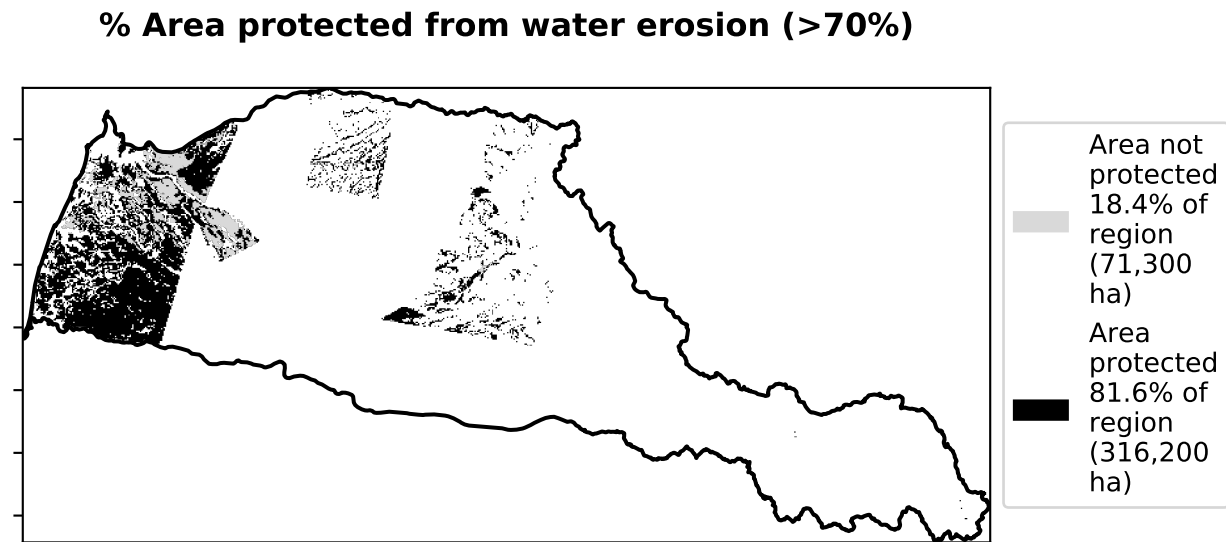 % Area protected from water erosion (>70%)
Area not
protected
18.4% of
region
(71,300
ha)
Area
protected
81.6% of
region
(316,200
ha)